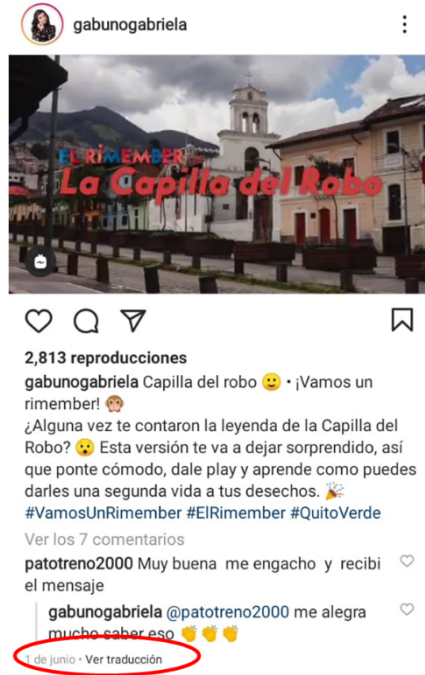 gabunogabriela
EL RIMEMBER
La Capilla del Robo
2,813 reproducciones
gabunogabriela Capilla del robo 🙂 • ¡Vamos un
rimember! 🙊
¿Alguna vez te contaron la leyenda de la Capilla del
Robo? 😮 Esta versión te va a dejar sorprendido, así
que ponte cómodo, dale play y aprende como puedes
darles una segunda vida a tus desechos. 🎉
#VamosUnRimember #ElRimember #QuitoVerde
Ver los 7 comentarios
patotreno2000 Muy buena me engacho y recibi
el mensaje
gabunogabriela @patotreno2000 me alegra
mucho saber eso 👏👏👏
1 de junio · Ver traducción